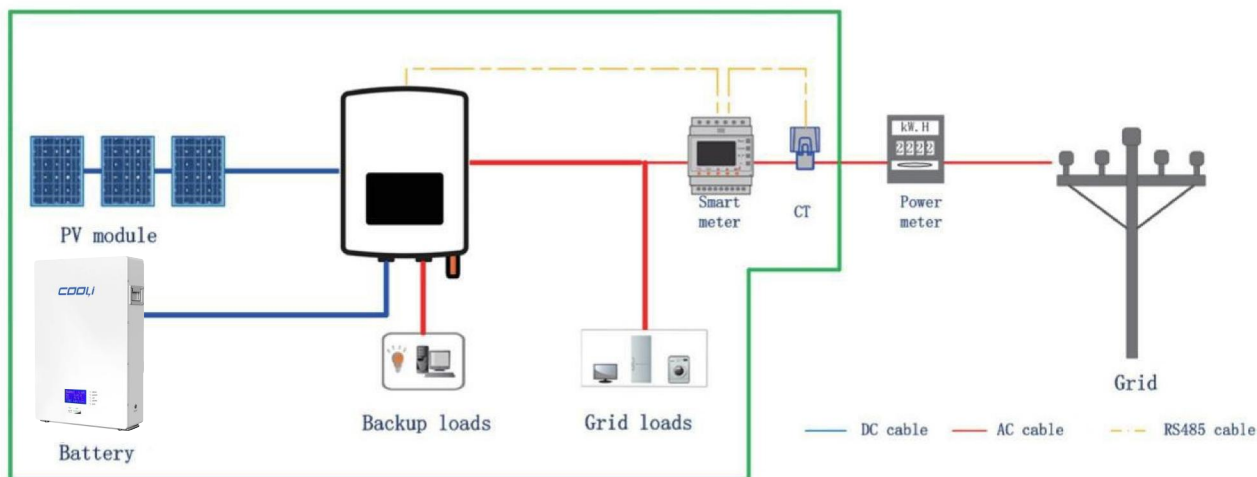 kW.H
2222
Smart
meter
CT
Power
meter
PV module
COOLi
Backup loads
Grid loads
Grid
Battery
DC cable
AC cable
RS485 cable